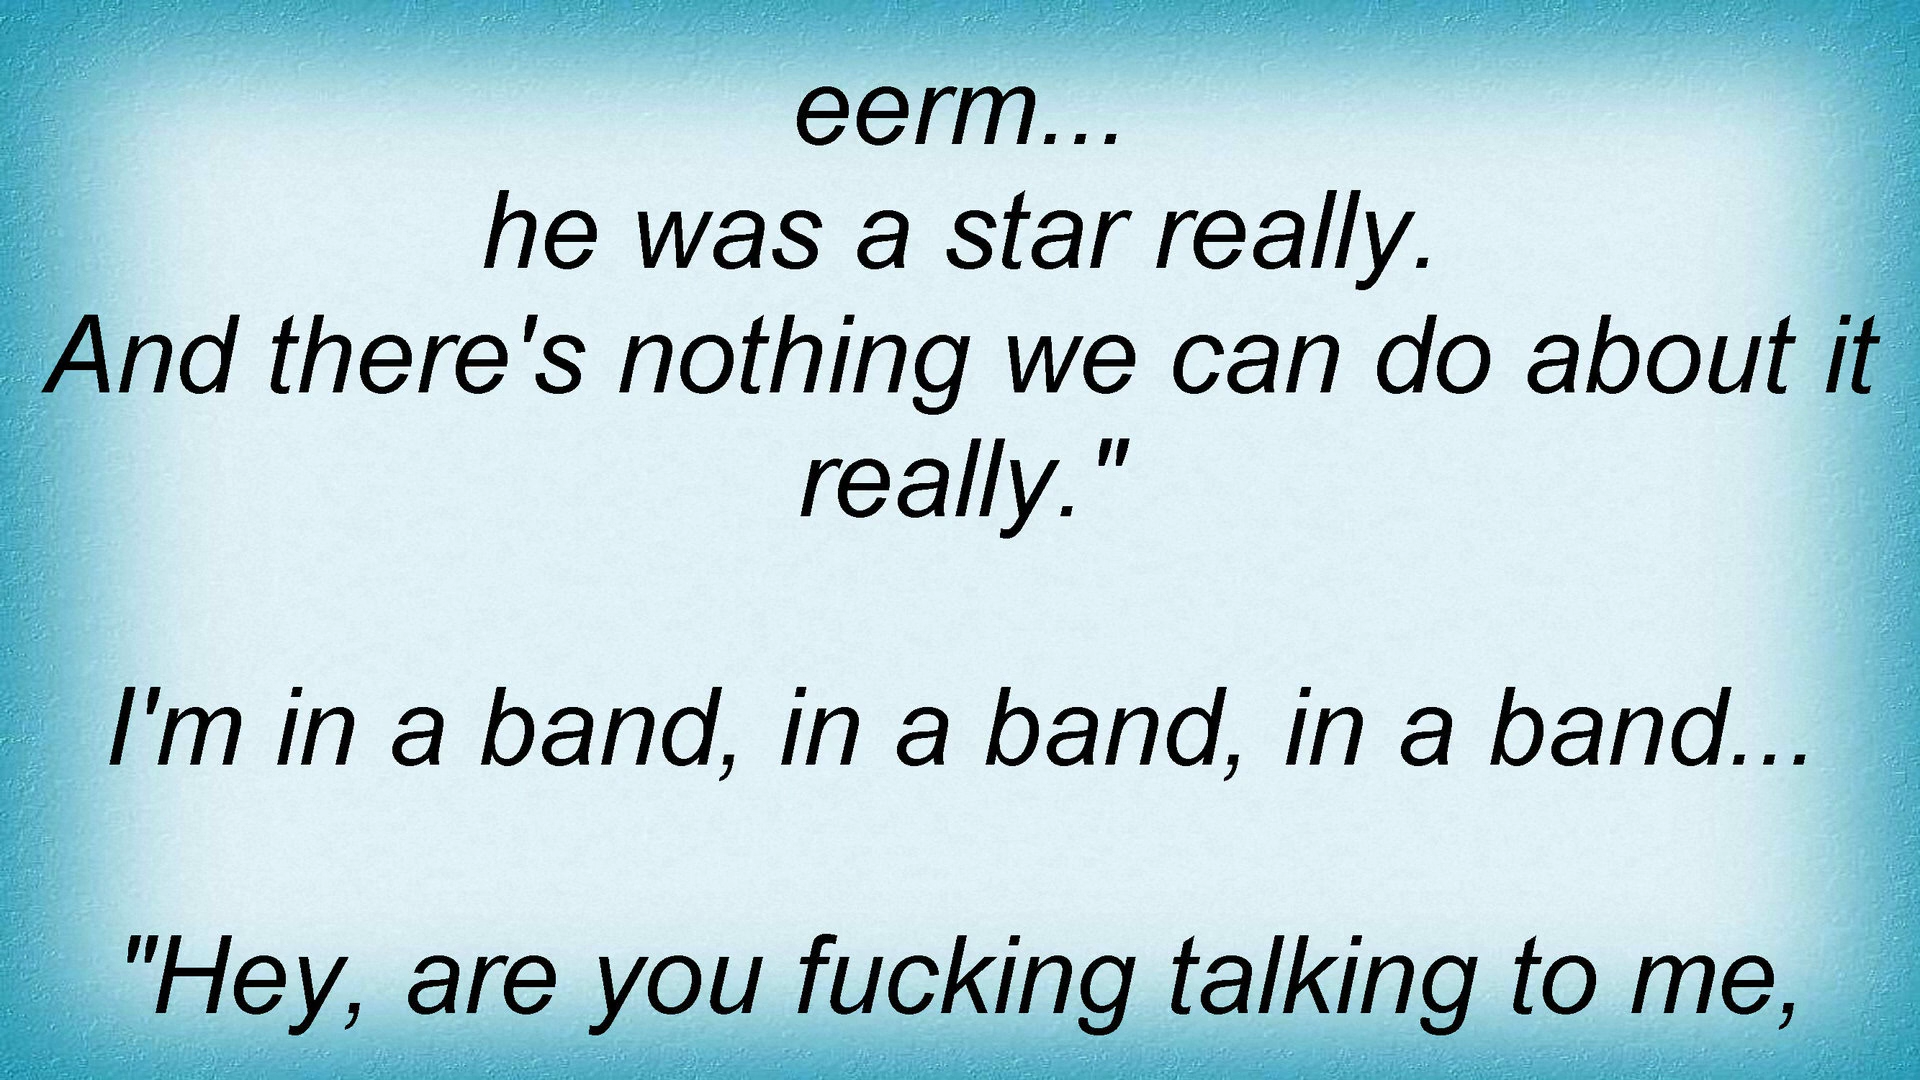 eerm...
he was a star really.
And there's nothing we can do about it
really."
I'm in a band, in a band, in a band...
"Hey, are you fucking talking to me,